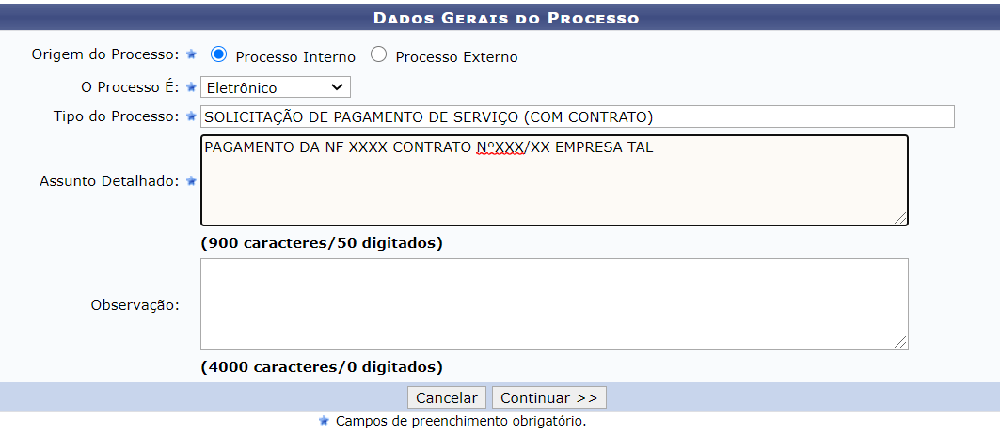 DADOS GERAIS DO PROCESSO
Origem do Processo: Processo Interno Processo Externo
O Processo É: Eletrônico
Tipo do Processo: SOLICITAÇÃO DE PAGAMENTO DE SERVIÇO (COM CONTRATO)
PAGAMENTO DA NF XXXX CONTRATO N°XXX/XX EMPRESA TAL
Assunto Detalhado:
(900 caracteres/50 digitados)
Observação:
(4000 caracteres/0 digitados)
Cancelar Continuar >>
Campos de preenchimento obrigatório.